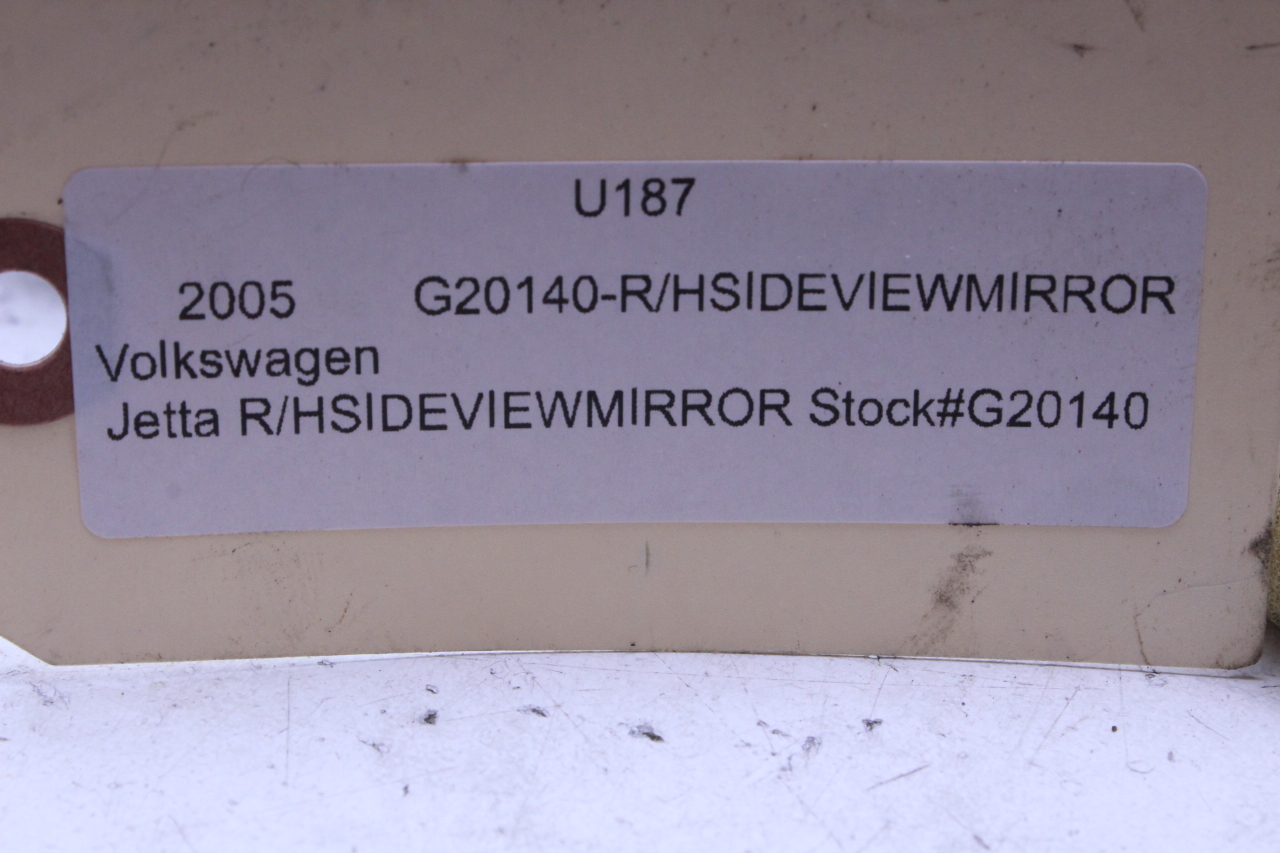 U187
2005 G20140-R/HSIDEVIEWMIRROR
Volkswagen
Jetta R/HSIDEVIEWMIRROR Stock#G20140